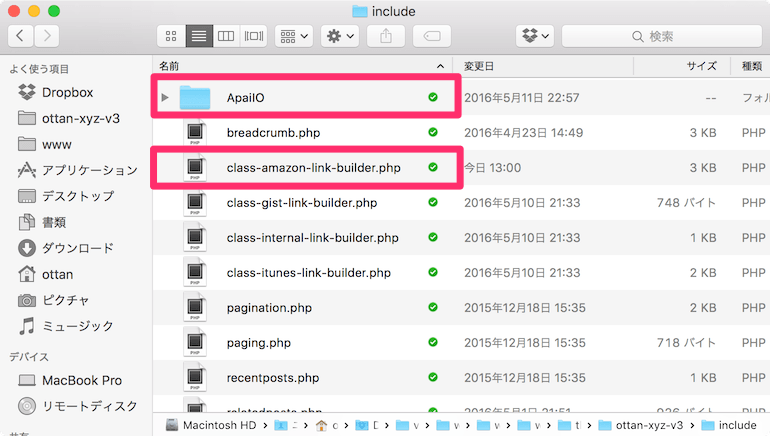 include
検索
よく使う項目
Dropbox
ottan-xyz-v3
www
アプリケーション
デスクトップ
書類
ダウンロード
ottan
ピクチャ
ミュージック
デバイス
MacBook Pro
リモートディスク
名前 変更日 サイズ 種類
ApaiIO 2016年5月11日 22:57 -- フォル
breadcrumb.php 2016年4月23日 14:49 3 KB PHP
class-amazon-link-builder.php 今日 13:00 3 KB PHP
class-gist-link-builder.php 2016年5月10日 21:33 748 バイト PHP
class-internal-link-builder.php 2016年5月10日 21:33 1 KB PHP
class-itunes-link-builder.php 2016年5月10日 21:33 2 KB PHP
pagination.php 2015年12月18日 15:35 2 KB PHP
paging.php 2015年12月18日 15:35 718 バイト PHP
recentposts.php 2015年12月18日 15:35 2 KB PHP
Macintosh HD ottan-xyz-v3 include